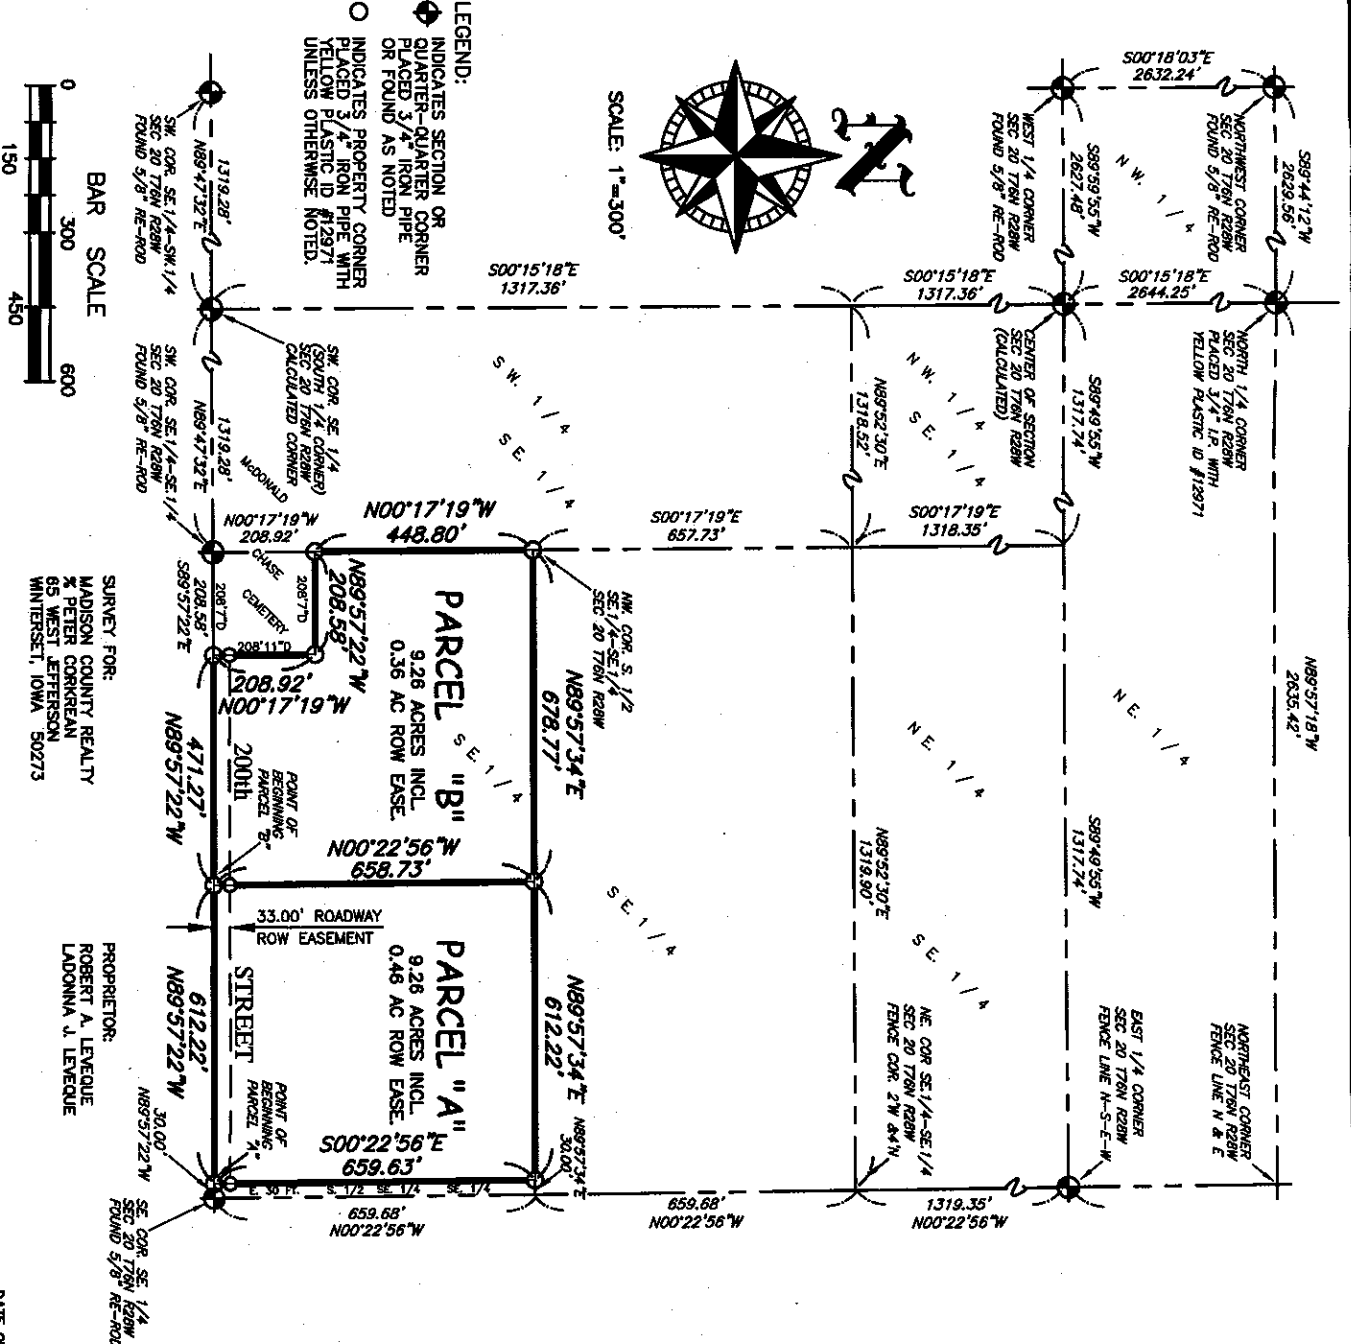 S00°18'03"E
2632.24'
NORTHWEST CORNER
SEC 20 T76N R28W
FOUND 5/8" RE-ROD
S89°44'12"W
2629.56'
NORTH 1/4 CORNER
SEC 20 T76N R28W
PLACED 3/4" I.P. WITH
YELLOW PLASTIC ID #12971
N89°57'18"W
2635.42'
NORTHEAST CORNER
SEC 20 T76N R28W
FENCE LINE N & E
N W. 1 / 4
S00°15'18"E
2644.25'
N E. 1 / 4
WEST 1/4 CORNER
SEC 20 T76N R28W
FOUND 5/8" RE-ROD
S89°59'55"W
2627.48'
CENTER OF SECTION
SEC 20 T76N R28W
(CALCULATED)
S89°49'55"W
1317.74'
S89°49'55"W
1317.74'
EAST 1/4 CORNER
SEC 20 T76N R28W
FENCE LINE N-S-E-W
S00°15'18"E
1317.36'
N W. 1 / 4
S E. 1 / 4
S00°17'19"E
1318.35'
N E. 1 / 4
S E. 1 / 4
1319.35'
N00°22'56"W
N
SCALE: 1"=300'
N89°52'30"E
1318.52'
N89°52'30"E
1319.90'
NE. COR SE.1/4-SE.1/4
SEC 20 T76N R28W
FENCE COR. 2'W &4'N
S00°15'18"E
1317.36'
S W. 1 / 4
S E. 1 / 4
S00°17'19"E
657.73'
S E. 1 / 4
S E. 1 / 4
659.68'
N00°22'56"W
NW. COR. S. 1/2
SE.1/4-SE.1/4
SEC 20 T76N R28W
N89°57'34"E
678.77'
N89°57'34"E
612.22'
N89°57'34"E
30.00'
N00°17'19"W
448.80'
PARCEL "B"
9.26 ACRES INCL.
0.36 AC ROW EASE.
N00°22'56"W
658.73'
PARCEL "A"
9.26 ACRES INCL.
0.46 AC ROW EASE.
S00°22'56"E
659.63'
E. 30 FT. S. 1/2 SE. 1/4 SE. 1/4
659.68'
N00°22'56"W
N89°57'22"W
208.58'
N00°17'19"W
208.92'
McDONALD
CHASE
CEMETERY
208'7"D
208'7"D
208'11"D
208.92'
N00°17'19"W
208.58'
S89°57'22"E
200th
STREET
POINT OF
BEGINNING
PARCEL "B"
33.00' ROADWAY
ROW EASEMENT
POINT OF
BEGINNING
PARCEL "A"
471.27'
N89°57'22"W
612.22'
N89°57'22"W
30.00'
N89°57'22"W
SE. COR. SE. 1/4
SEC 20 T76N R28W
FOUND 5/8" RE-ROD
1319.28'
N89°47'32"E
SW. COR. SE.1/4-SW.1/4
SEC 20 T76N R28W
FOUND 5/8" RE-ROD
SW. COR. SE. 1/4
(SOUTH 1/4 CORNER)
SEC 20 T76N R28W
CALCULATED CORNER
1319.28'
N89°47'32"E
SW. COR. SE.1/4-SE.1/4
SEC 20 T76N R28W
FOUND 5/8" RE-ROD
LEGEND:
INDICATES SECTION OR
QUARTER-QUARTER CORNER
PLACED 3/4" IRON PIPE
OR FOUND AS NOTED
INDICATES PROPERTY CORNER
PLACED 3/4" IRON PIPE WITH
YELLOW PLASTIC ID #12971
UNLESS OTHERWISE NOTED.
BAR SCALE
0 300 600
150 450
SURVEY FOR:
MADISON COUNTY REALTY
% PETER CORKREAN
65 WEST JEFFERSON
WINTERSET, IOWA 50273
PROPRIETOR:
ROBERT A. LEVEQUE
LADONNA J. LEVEQUE